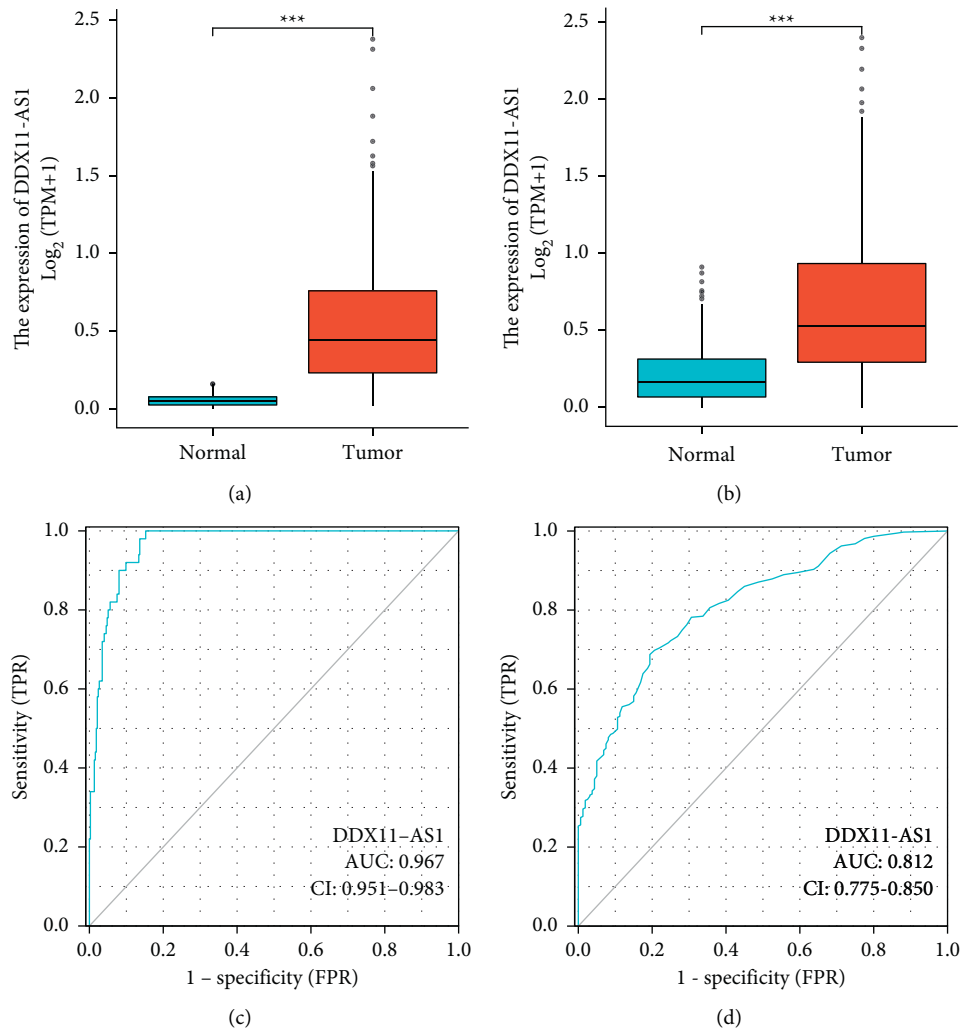 The expression of DDX11-AS1
Log2 (TPM+1)
2.5
2.0
1.5
1.0
0.5
0.0
***
Normal Tumor
(a)
The expression of DDX11-AS1
Log2 (TPM+1)
2.5
2.0
1.5
1.0
0.5
0.0
***
Normal Tumor
(b)
Sensitivity (TPR)
1.0
0.8
0.6
0.4
0.2
0.0
DDX11–AS1
AUC: 0.967
CI: 0.951–0.983
0.0 0.2 0.4 0.6 0.8 1.0
1 – specificity (FPR)
(c)
Sensitivity (TPR)
1.0
0.8
0.6
0.4
0.2
0.0
DDX11-AS1
AUC: 0.812
CI: 0.775-0.850
0.0 0.2 0.4 0.6 0.8 1.0
1 - specificity (FPR)
(d)